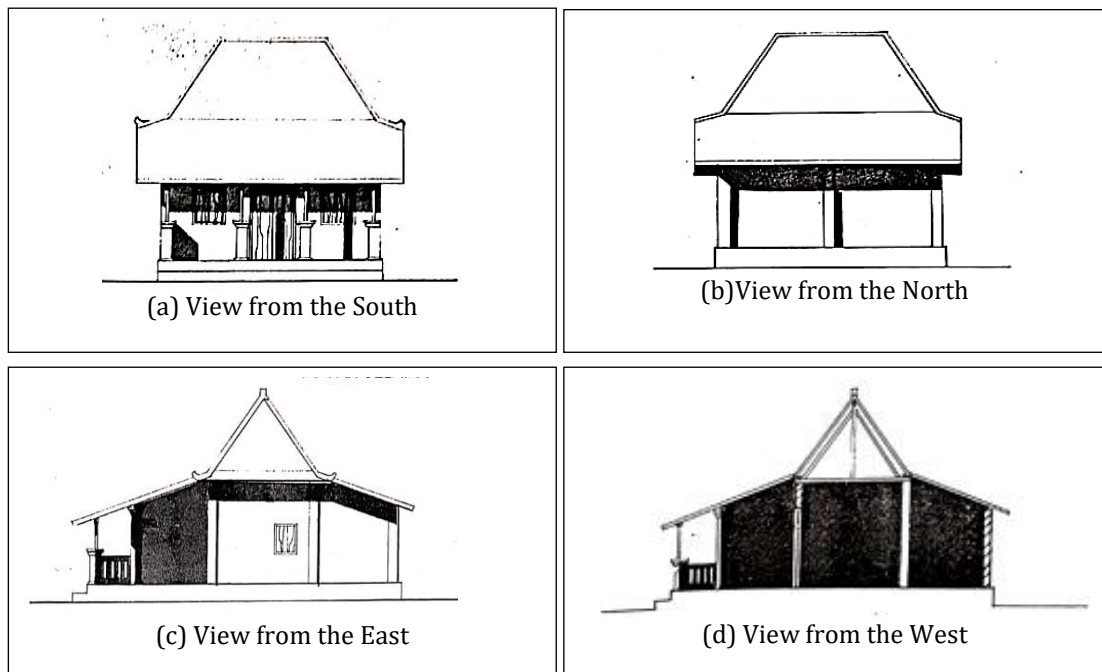 (a) View from the South
(b)View from the North
(c) View from the East
(d) View from the West